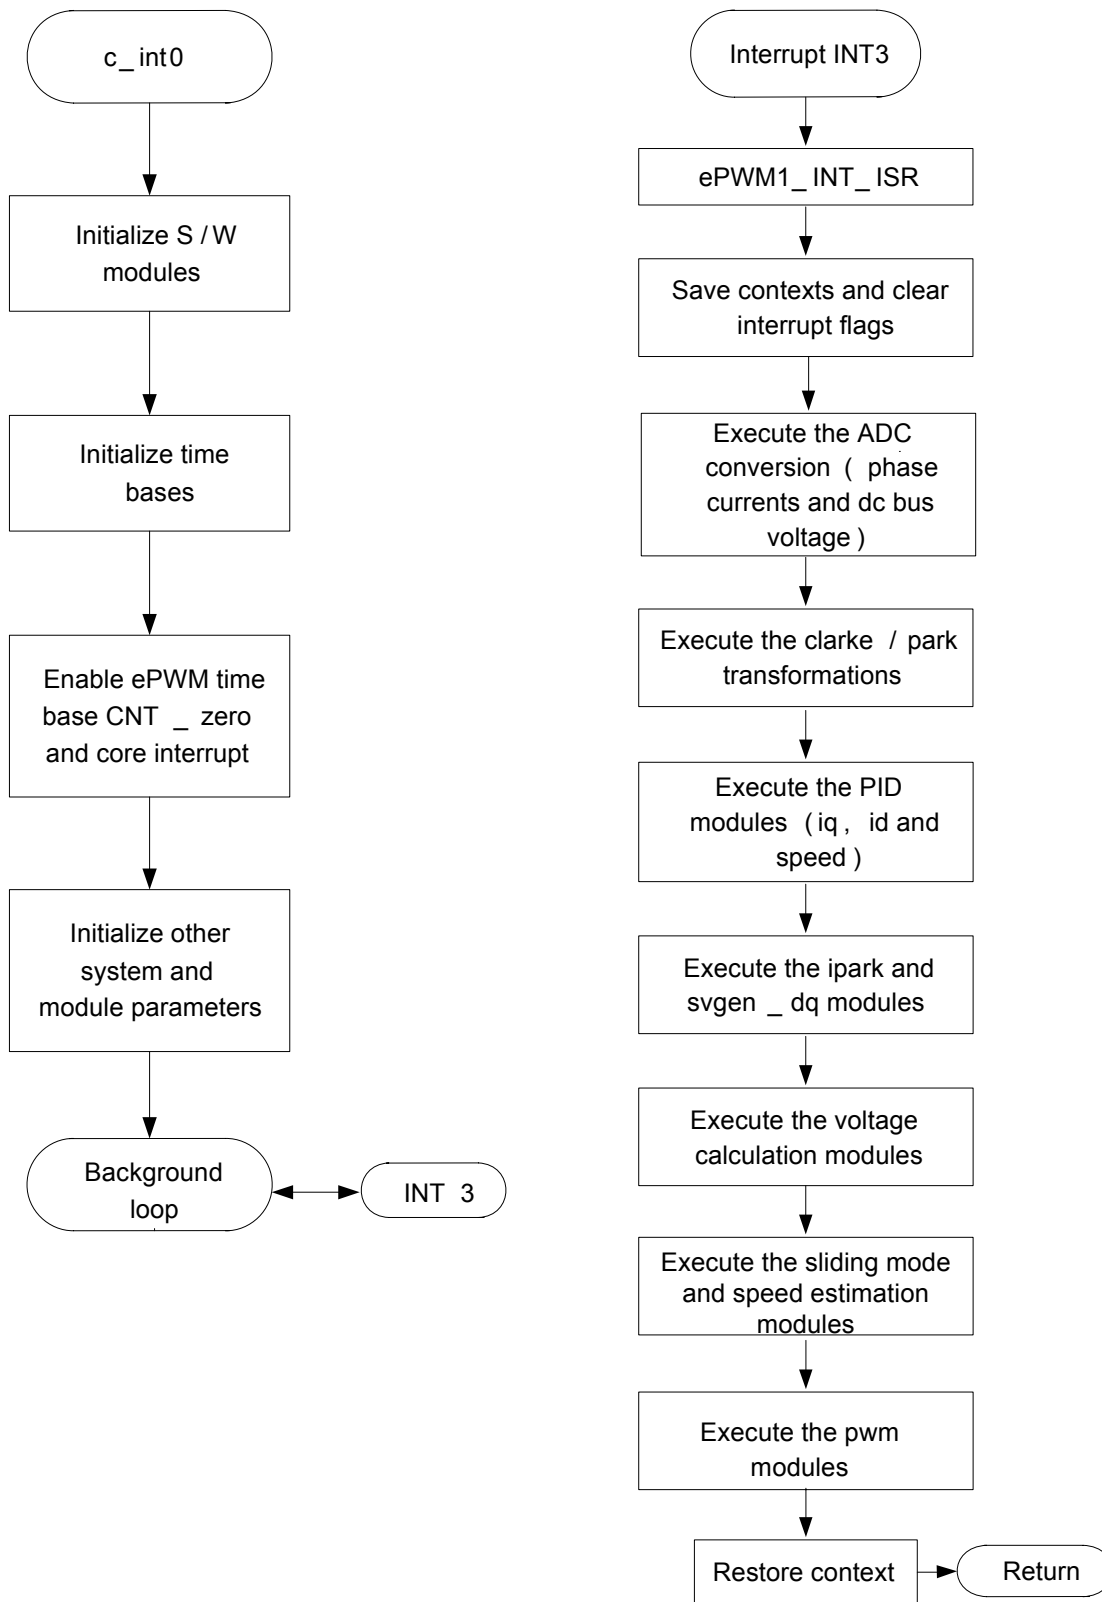 c_int0
Initialize S / W
modules
Initialize time
bases
Enable ePWM time
base CNT _ zero
and core interrupt
Initialize other
system and
module parameters
Background
loop
INT 3
Interrupt INT3
ePWM1_INT_ISR
Save contexts and clear
interrupt flags
Execute the ADC
conversion ( phase
currents and dc bus
voltage )
Execute the clarke / park
transformations
Execute the PID
modules ( iq , id and
speed )
Execute the ipark and
svgen _ dq modules
Execute the voltage
calculation modules
Execute the sliding mode
and speed estimation
modules
Execute the pwm
modules
Restore context
Return